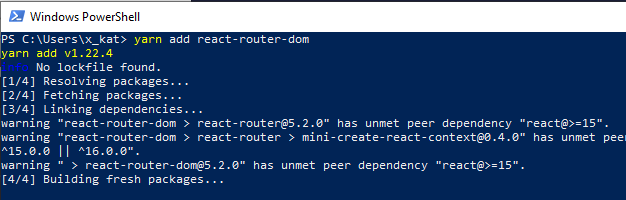 Windows PowerShell
PS C:\Users\x_kat> yarn add react-router-dom
yarn add v1.22.4
No lockfile found.
[1/4] Resolving packages...
[2/4] Fetching packages...
[3/4] Linking dependencies...
warning "react-router-dom > react-router@5.2.0" has unmet peer dependency "react@>=15".
warning "react-router-dom > react-router > mini-create-react-context@0.4.0" has unmet peer
^15.0.0 || ^16.0.0".
warning " > react-router-dom@5.2.0" has unmet peer dependency "react@>=15".
[4/4] Building fresh packages...